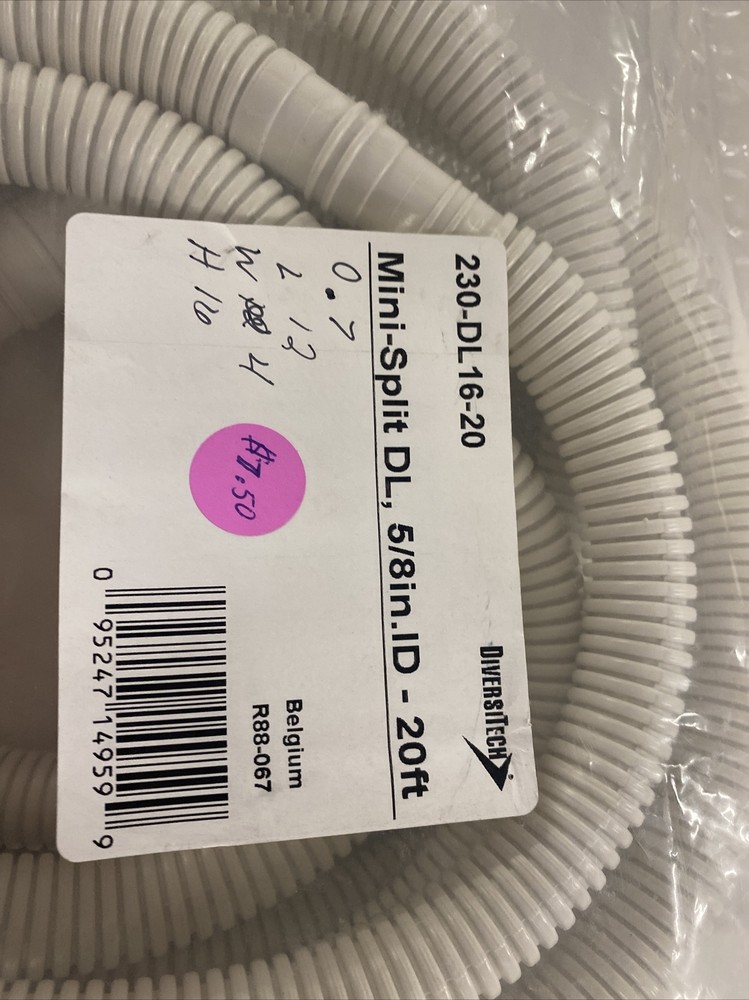 230-DL16-20
DIVERSITECH
Mini-Split DL, 5/8in.ID - 20ft
0.7
L 12
W 4
H 16
$7.50
Belgium
R88-067
0 95247 14959 9